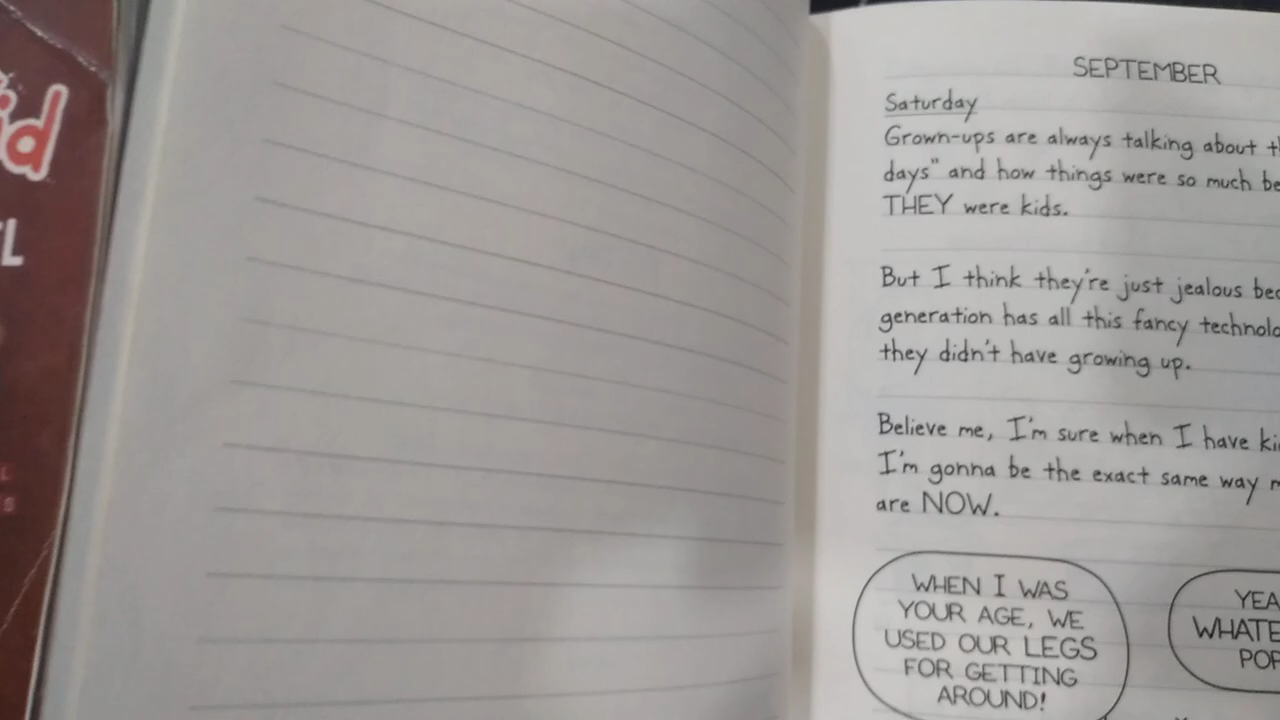 SEPTEMBER
Saturday
Grown-ups are always talking about
days" and how things were so much
THEY were kids.
But I think they're just jealous
generation has all this fancy
they didn't have growing up.
Believe me, I'm sure when I have
I'm gonna be the exact same way
are NOW.
WHEN I WAS
YOUR AGE, WE
USED OUR LEGS
FOR GETTING
AROUND!